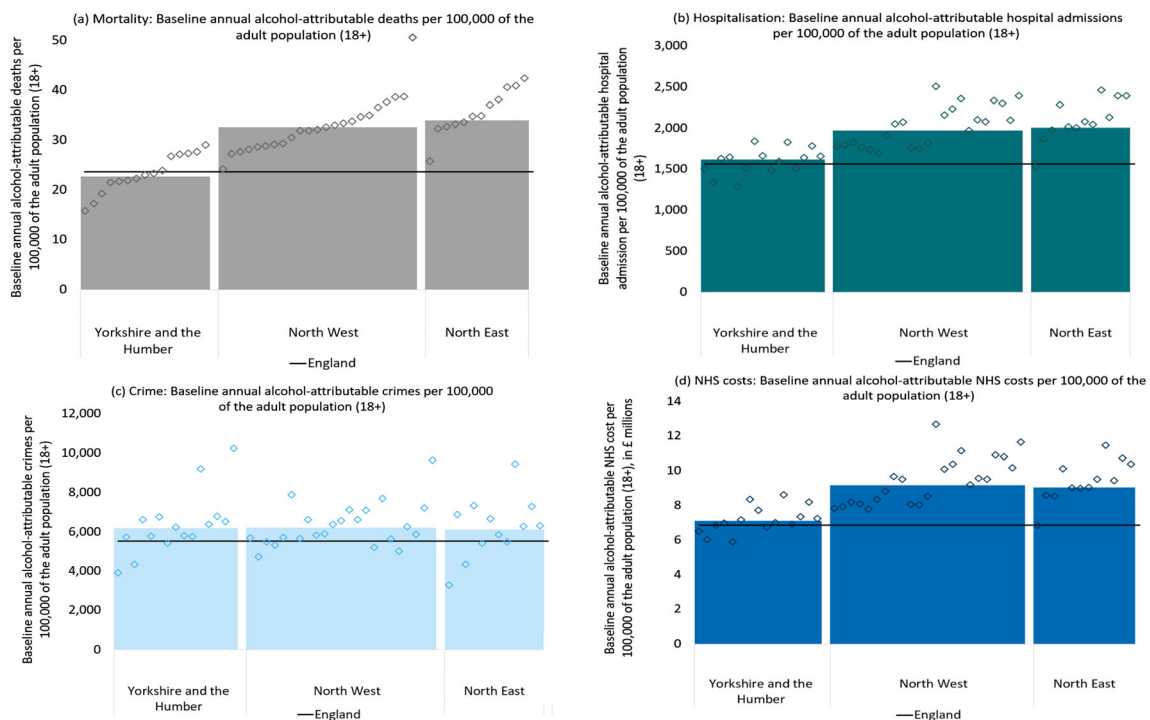 (a) Mortality: Baseline annual alcohol-attributable deaths per 100,000 of the
adult population (18+)
Baseline annual alcohol-attributable deaths per
100,000 of the adult population (18+)
50
40
30
20
10
0
Yorkshire and the
Humber
North West
North East
England
(b) Hospitalisation: Baseline annual alcohol-attributable hospital admissions
per 100,000 of the adult population (18+)
Baseline annual alcohol-attributable hospital
admission per 100,000 of the adult population
(18+)
3,000
2,500
2,000
1,500
1,000
500
0
Yorkshire and the
Humber
North West
North East
England
(c) Crime: Baseline annual alcohol-attributable crimes per 100,000
of the adult population (18+)
Baseline annual alcohol-attributable crimes per
100,000 of the adult population (18+)
12,000
10,000
8,000
6,000
4,000
2,000
0
Yorkshire and the
Humber
North West
North East
England
(d) NHS costs: Baseline annual alcohol-attributable NHS costs per 100,000 of the
adult population (18+)
Baseline annual alcohol-attributable NHS cost per
100,000 of the adult population (18+), in £ millions
14
12
10
8
6
4
2
0
Yorkshire and the
Humber
North West
North East
England